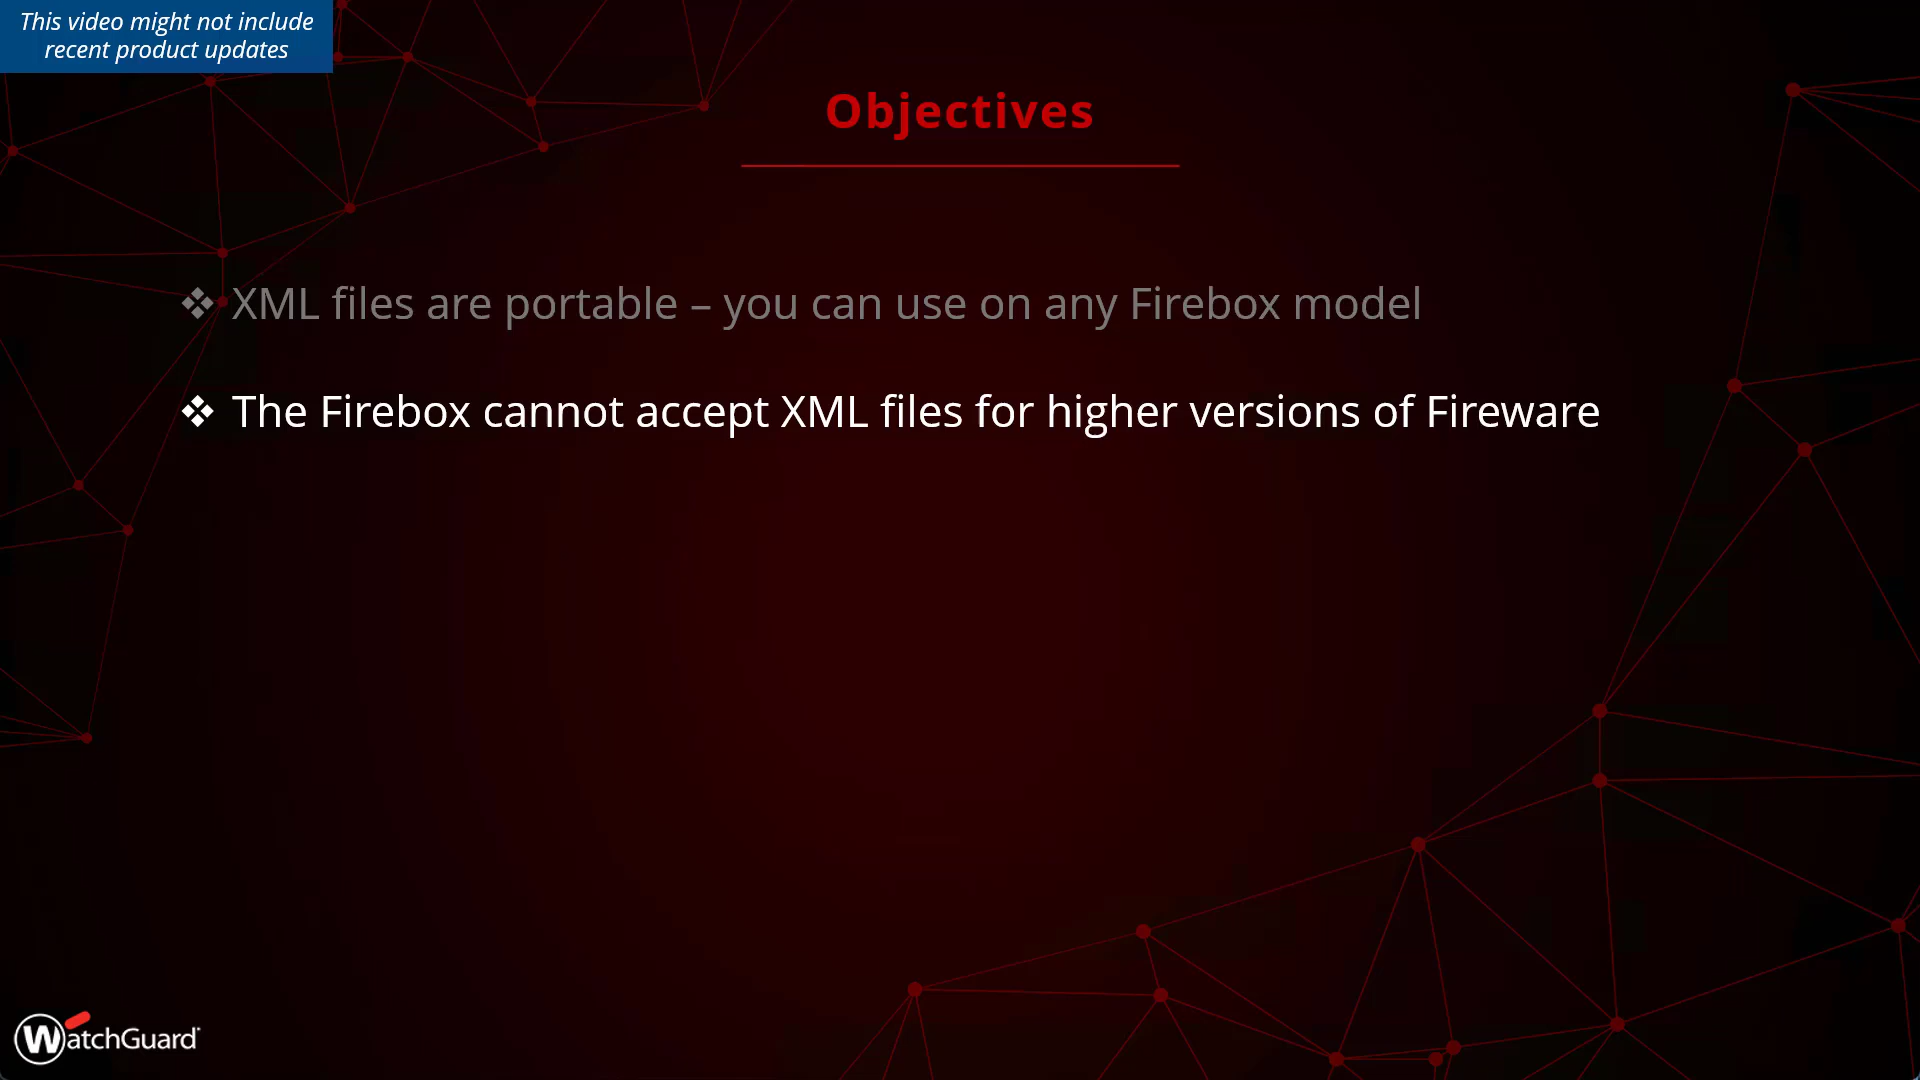 This video might not include
recent product updates
Objectives
❖ XML files are portable – you can use on any Firebox model
❖ The Firebox cannot accept XML files for higher versions of Fireware
WatchGuard